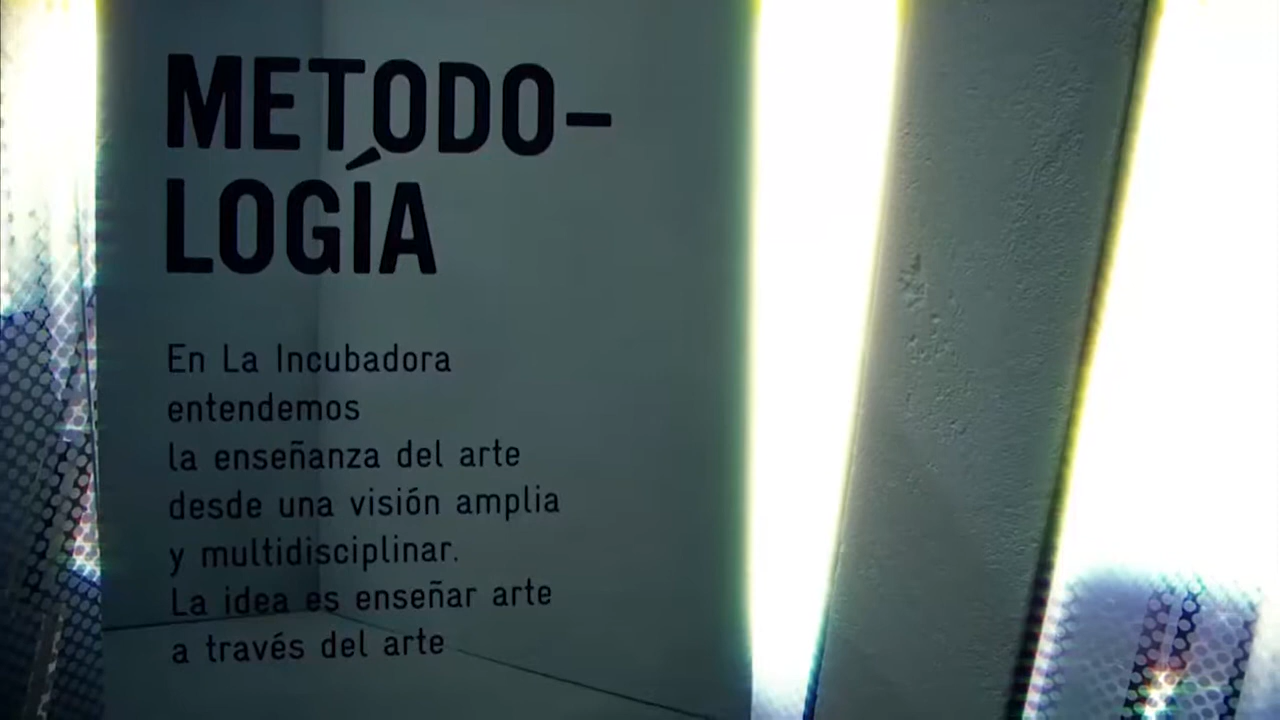 METODO-
LOGÍA
En La Incubadora
entendemos
la enseñanza del arte
desde una visión amplia
y multidisciplinar.
La idea es enseñar arte
a través del arte